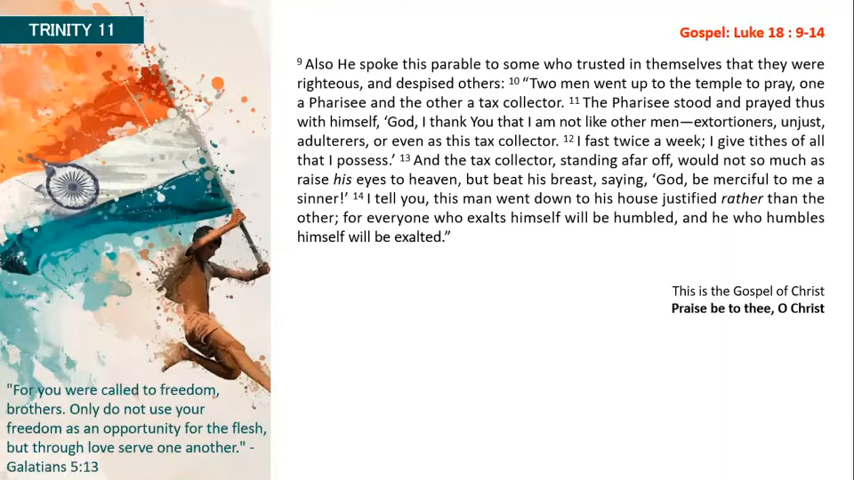 TRINITY 11
Gospel: Luke 18 : 9-14
9 Also He spoke this parable to some who trusted in themselves that they were
righteous, and despised others: 10 “Two men went up to the temple to pray, one
a Pharisee and the other a tax collector. 11 The Pharisee stood and prayed thus
with himself, ‘God, I thank You that I am not like other men—extortioners, unjust,
adulterers, or even as this tax collector. 12 I fast twice a week; I give tithes of all
that I possess.’ 13 And the tax collector, standing afar off, would not so much as
raise his eyes to heaven, but beat his breast, saying, ‘God, be merciful to me a
sinner!’ 14 I tell you, this man went down to his house justified rather than the
other; for everyone who exalts himself will be humbled, and he who humbles
himself will be exalted.”
This is the Gospel of Christ
Praise be to thee, O Christ
"For you were called to freedom,
brothers. Only do not use your
freedom as an opportunity for the flesh,
but through love serve one another." -
Galatians 5:13